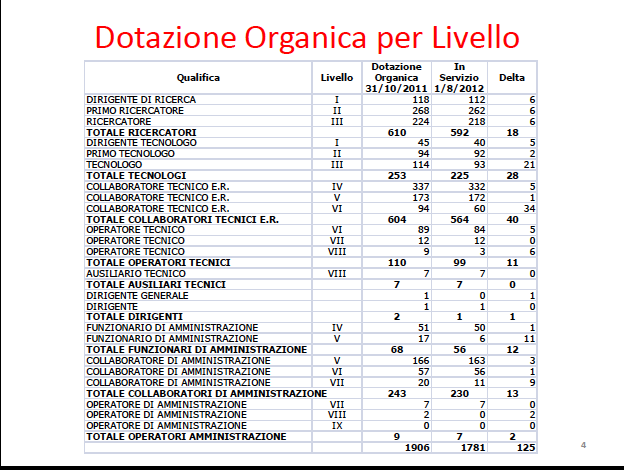 Dotazione Organica per Livello
Qualifica Livello Dotazione Organica 31/10/2011 In Servizio 1/8/2012 Delta
DIRIGENTE DI RICERCA I 118 112 6
PRIMO RICERCATORE II 268 262 6
RICERCATORE III 224 218 6
TOTALE RICERCATORI 610 592 18
DIRIGENTE TECNOLOGO I 45 40 5
PRIMO TECNOLOGO II 94 92 2
TECNOLOGO III 114 93 21
TOTALE TECNOLOGI 253 225 28
COLLABORATORE TECNICO E.R. IV 337 332 5
COLLABORATORE TECNICO E.R. V 173 172 1
COLLABORATORE TECNICO E.R. VI 94 60 34
TOTALE COLLABORATORI TECNICI E.R. 604 564 40
OPERATORE TECNICO VI 89 84 5
OPERATORE TECNICO VII 12 12 0
OPERATORE TECNICO VIII 9 3 6
TOTALE OPERATORI TECNICI 110 99 11
AUSILIARIO TECNICO VIII 7 7 0
TOTALE AUSILIARI TECNICI 7 7 0
DIRIGENTE GENERALE 1 0 1
DIRIGENTE 1 1 0
TOTALE DIRIGENTI 2 1 1
FUNZIONARIO DI AMMINISTRAZIONE IV 51 50 1
FUNZIONARIO DI AMMINISTRAZIONE V 17 6 11
TOTALE FUNZIONARI DI AMMINISTRAZIONE 68 56 12
COLLABORATORE DI AMMINISTRAZIONE V 166 163 3
COLLABORATORE DI AMMINISTRAZIONE VI 57 56 1
COLLABORATORE DI AMMINISTRAZIONE VII 20 11 9
TOTALE COLLABORATORI DI AMMINISTRAZIONE 243 230 13
OPERATORE DI AMMINISTRAZIONE VII 7 7 0
OPERATORE DI AMMINISTRAZIONE VIII 2 0 2
OPERATORE DI AMMINISTRAZIONE IX 0 0 0
TOTALE OPERATORI AMMINISTRAZIONE 9 7 2
1906 1781 125
4